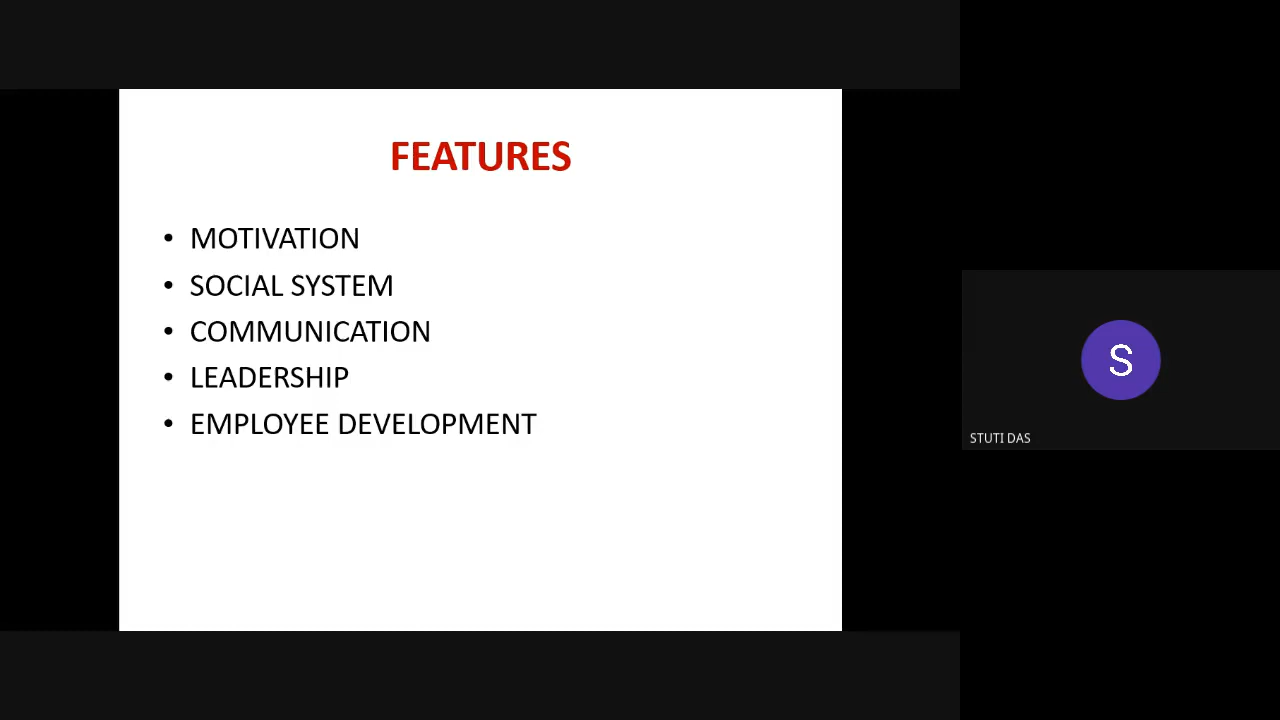 FEATURES
• MOTIVATION
• SOCIAL SYSTEM
• COMMUNICATION
• LEADERSHIP
• EMPLOYEE DEVELOPMENT
S
STUTI DAS